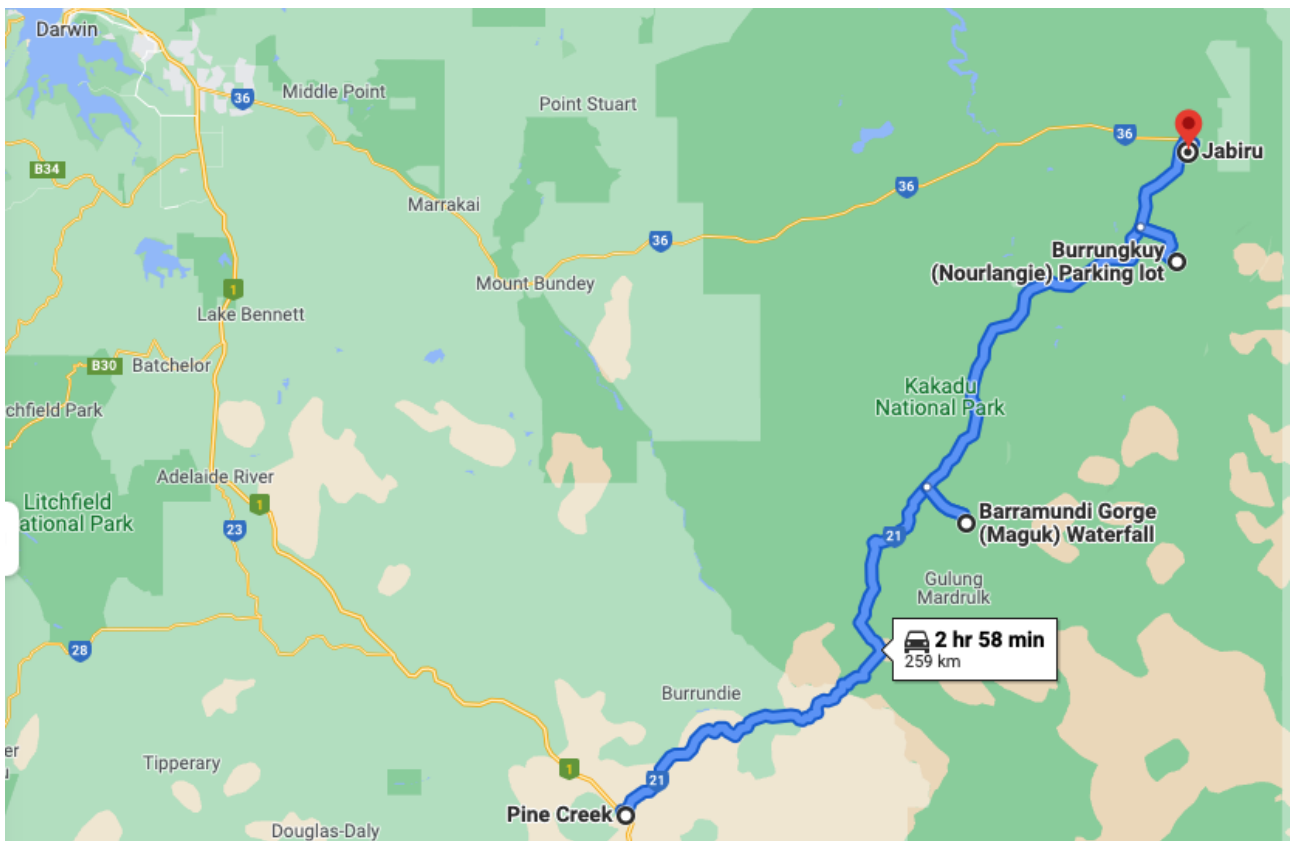 Darwin
36
Middle Point
Point Stuart
36
Jabiru
B34
36
Marrakai
36
Burrungkuy
(Nourlangie) Parking lot
Mount Bundey
1
Lake Bennett
B30
Batchelor
Kakadu
National Park
chfield Park
Adelaide River
1
Litchfield
ational Park
23
Barramundi Gorge
(Maguk) Waterfall
21
Gulung
Mardrulk
2 hr 58 min
259 km
28
Burrundie
er
u
Tipperary
1
21
Pine Creek
Douglas-Daly